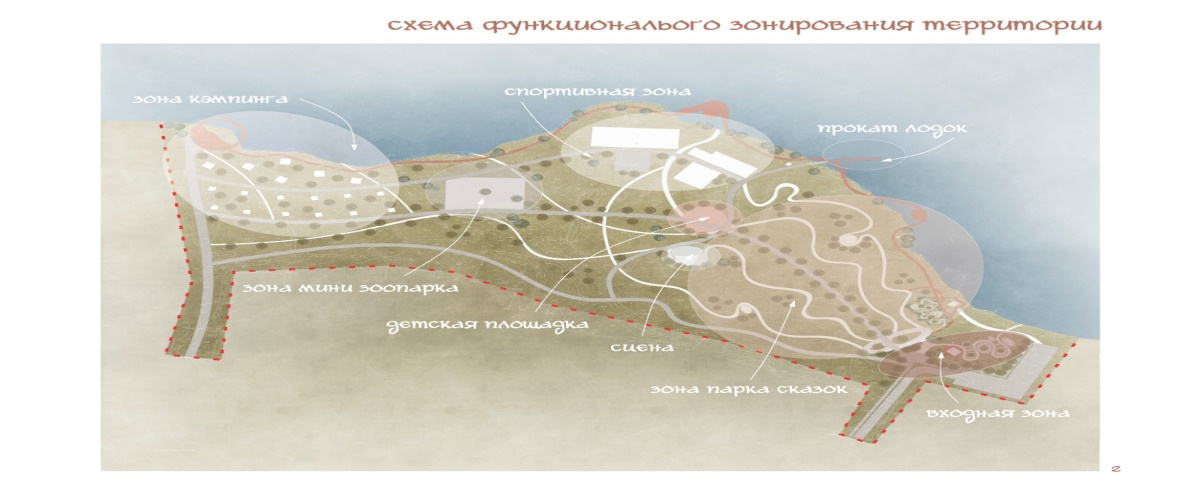 схема функционального зонирования территории
зона кэмпинга
спортивная зона
прокат лодок
зона мини зоопарка
детская площадка
сцена
зона парка сказок
входная зона
2